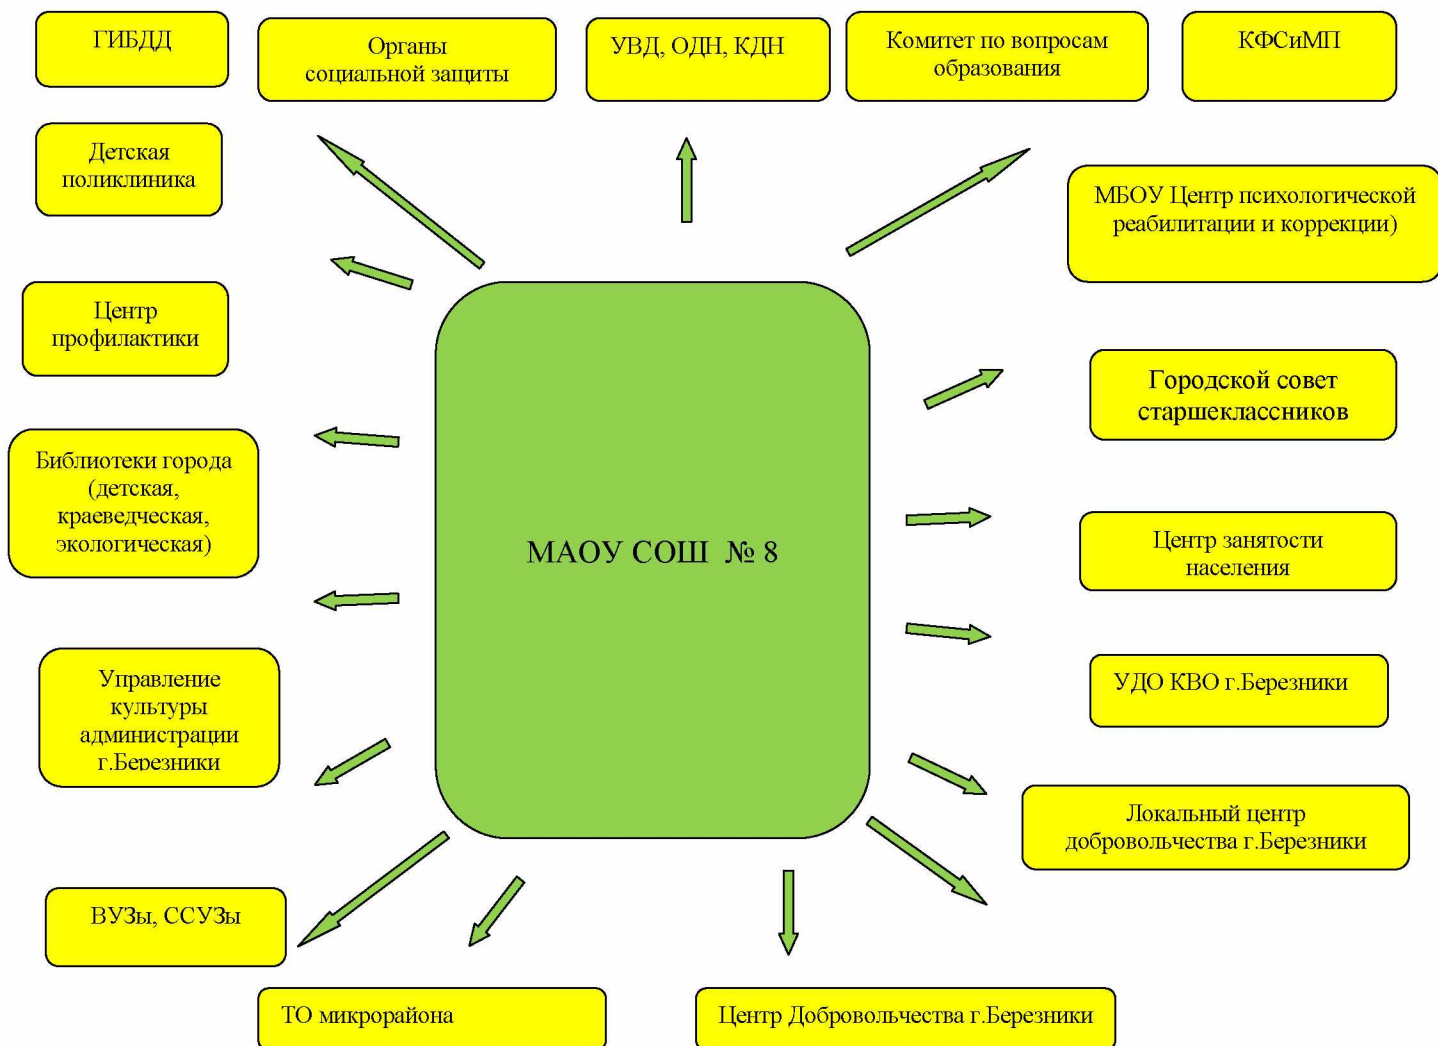 ГИБДД
Органы
социальной защиты
УВД, ОДН, КДН
Комитет по вопросам
образования
КФСиМП
Детская
поликлиника
МБОУ Центр психологической
реабилитации и коррекции)
Центр
профилактики
Городской совет
старшеклассников
Библиотеки города
(детская,
краеведческая,
экологическая)
МАОУ СОШ № 8
Центр занятости
населения
Управление
культуры
администрации
г.Березники
УДО КВО г.Березники
Локальный центр
добровольчества г.Березники
ВУЗы, ССУЗы
ТО микрорайона
Центр Добровольчества г.Березники